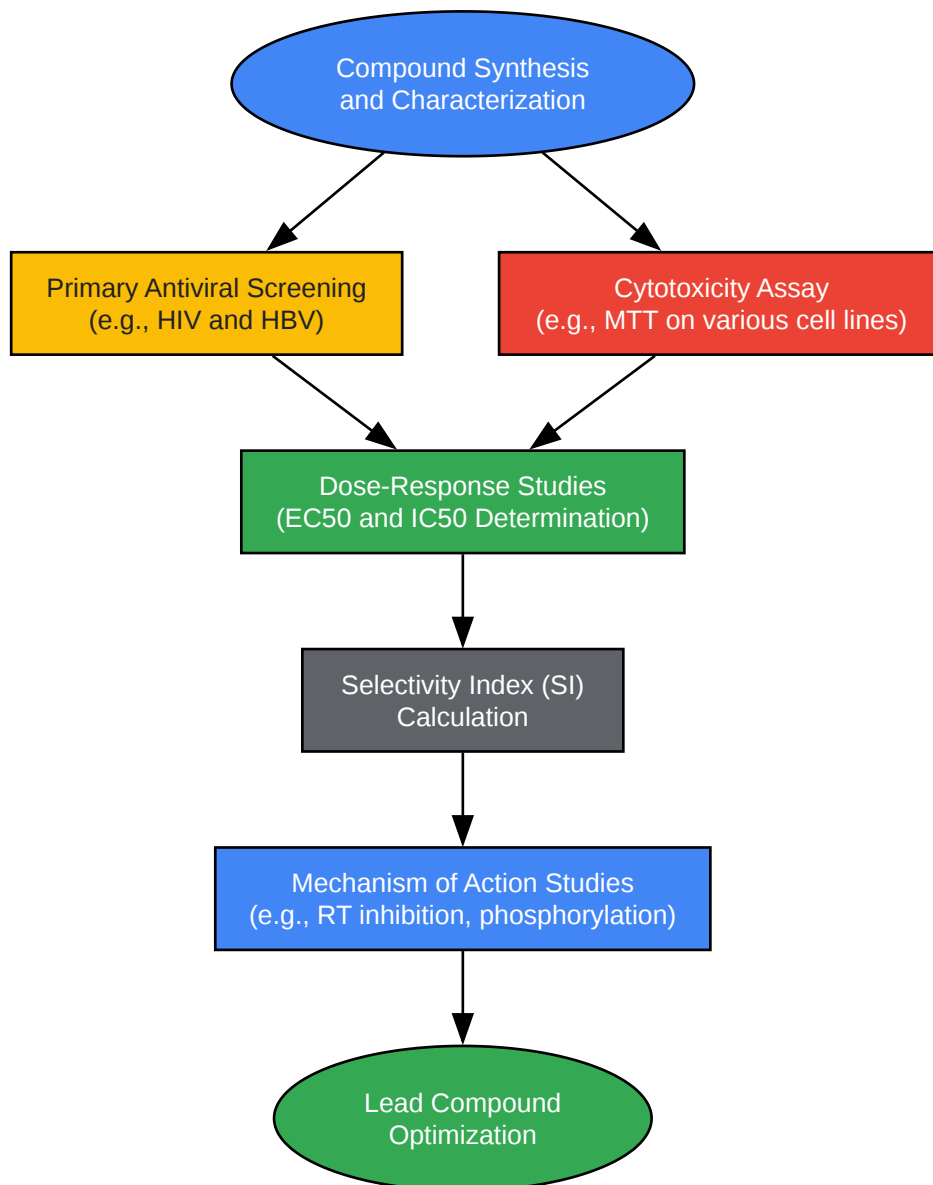 Compound Synthesis
and Characterization
Primary Antiviral Screening
(e.g., HIV and HBV)
Cytotoxicity Assay
(e.g., MTT on various cell lines)
Dose-Response Studies
(EC50 and IC50 Determination)
Selectivity Index (SI)
Calculation
Mechanism of Action Studies
(e.g., RT inhibition, phosphorylation)
Lead Compound
Optimization